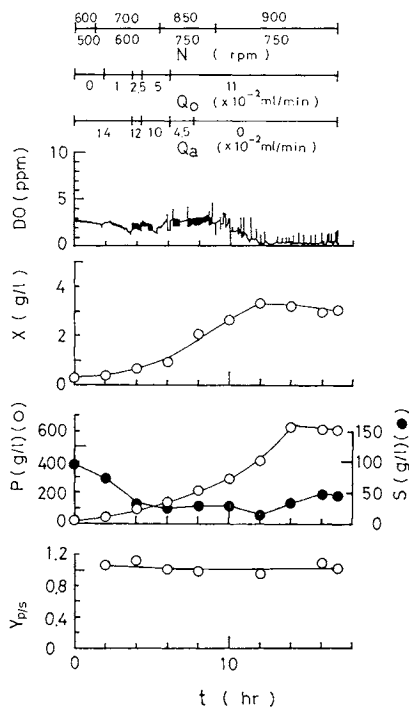 600 700 850 900
500 600 750 750
N (rpm)
0 1 2.5 5 11
Qo (×10⁻² ml/min)
14 12 10 4.5 0
Qa (×10⁻² ml/min)
10
5
0
DO (ppm)
4
2
0
X (g/l)
600
400
200
0
P (g/l)(○)
150
100
50
0
S (g/l)(●)
1.2
0.8
0.4
0
Yp/s
0 10
t (hr)